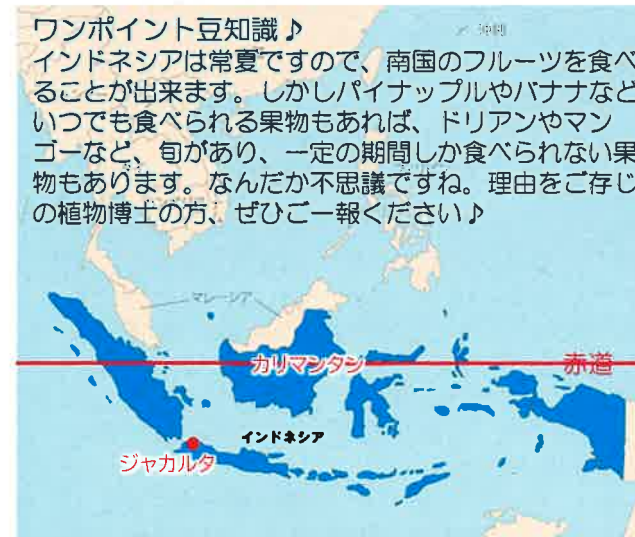 ワンポイント豆知識♪
インドネシアは常夏ですので、南国のフルーツを食べ
ることが出来ます。しかしパイナップルやバナナなど
いつでも食べられる果物もあれば、ドリアンやマン
ゴーなど、旬があり、一定の期間しか食べられない果
物もあります。なんだか不思議ですね。理由をご存じ
の植物博士の方、ぜひご一報ください♪
沖縄
マレーシア
カリマンタン
赤道
インドネシア
ジャカルタ